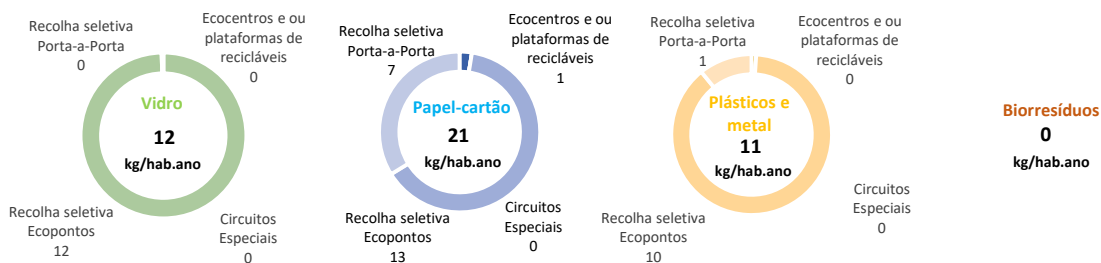 Recolha seletiva
Porta-a-Porta
0
Ecocentros e ou
plataformas de
recicláveis
0
Vidro
12
kg/hab.ano
Recolha seletiva
Ecopontos
12
Circuitos
Especiais
0
Recolha seletiva
Porta-a-Porta
7
Ecocentros e ou
plataformas de
recicláveis
1
Papel-cartão
21
kg/hab.ano
Recolha seletiva
Ecopontos
13
Circuitos
Especiais
0
Recolha seletiva
Porta-a-Porta
1
Ecocentros e ou
plataformas de
recicláveis
0
Plásticos e
metal
11
kg/hab.ano
Recolha seletiva
Ecopontos
10
Circuitos
Especiais
0
Biorresíduos
0
kg/hab.ano